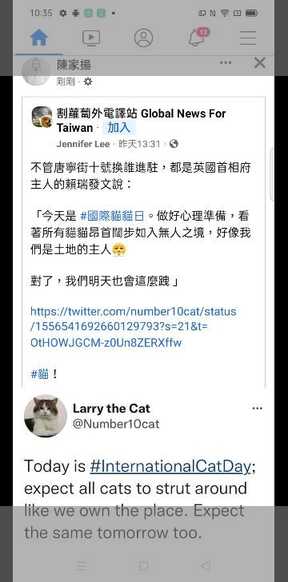 10:35
12
陳家揚
剛剛 ·
割蘿蔔外電譯站 Global News For
Taiwan · 加入
Jennifer Lee · 昨天13:31 ·
不管唐寧街十號換誰進駐，都是英國首相府
主人的賴瑞發文說：
「今天是 #國際貓貓日。做好心理準備，看
著所有貓貓昂首闊步如入無人之境，好像我
們是土地的主人😤
對了，我們明天也會這麼跩 」
https://twitter.com/number10cat/status
/1556541692660129793?s=21&t=
OtHOWJGCM-z0Un8ZERXffw
#貓！
Larry the Cat
@Number10cat
Today is #InternationalCatDay;
expect all cats to strut around
like we own the place. Expect
the same tomorrow too.